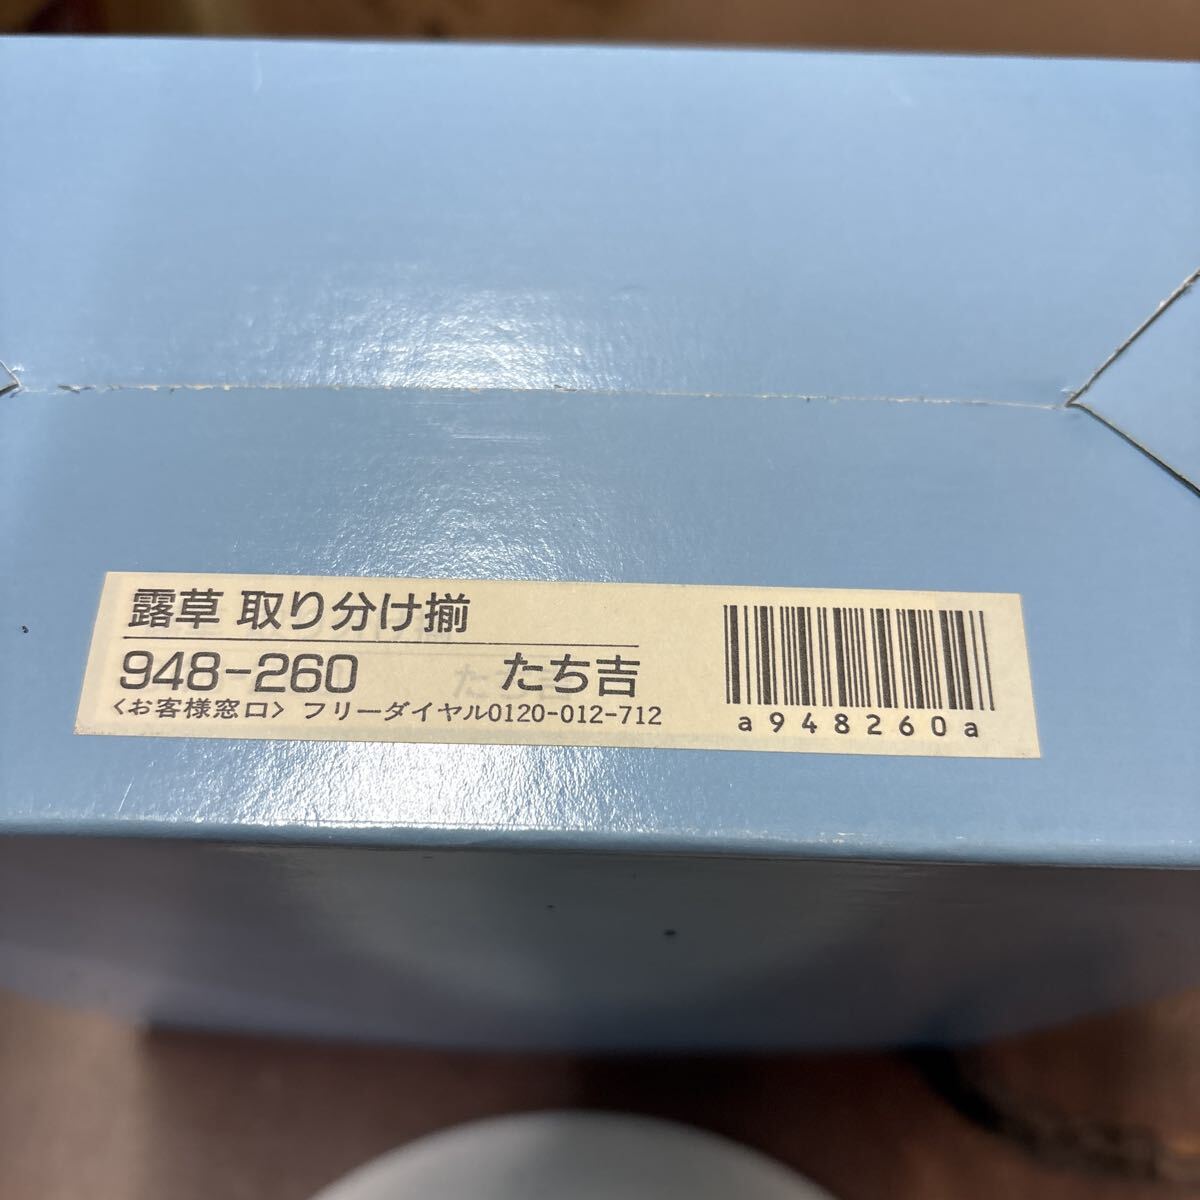 露草 取り分け揃
948-260 たち吉
<お客様窓口> フリーダイヤル0120-012-712
a948260a